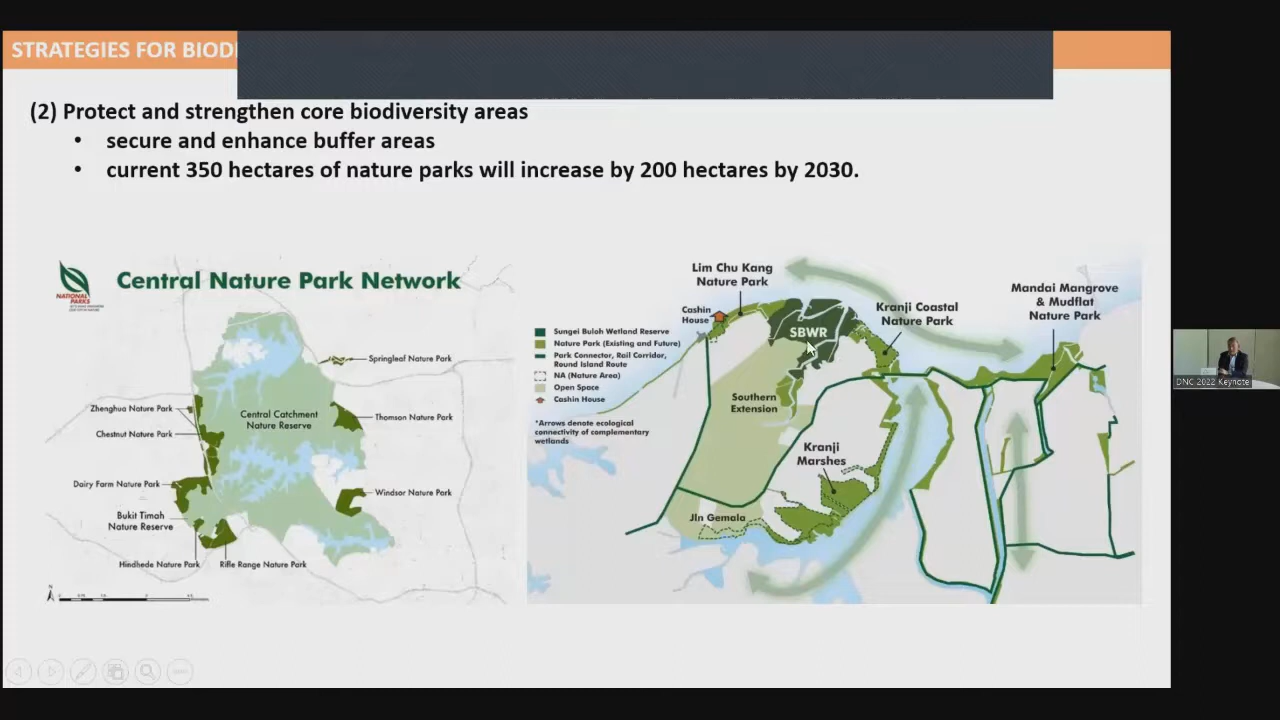 STRATEGIES FOR BIOD
(2) Protect and strengthen core biodiversity areas
• secure and enhance buffer areas
• current 350 hectares of nature parks will increase by 200 hectares by 2030.
NATIONAL
PARKS
Central Nature Park Network
Springleaf Nature Park
Zhenghua Nature Park
Central Catchment
Nature Reserve
Thomson Nature Park
Chestnut Nature Park
Dairy Farm Nature Park
Windsor Nature Park
Bukit Timah
Nature Reserve
Hindhede Nature Park
Rifle Range Nature Park
N
Lim Chu Kang
Nature Park
Cashin
House
SBWR
Kranji Coastal
Nature Park
Mandai Mangrove
& Mudflat
Nature Park
Sungei Buloh Wetland Reserve
Nature Park (Existing and Future)
Park Connector, Rail Corridor,
Round Island Route
NA (Nature Area)
Open Space
Cashin House
*Arrows denote ecological
connectivity of complementary
wetlands
Southern
Extension
Kranji
Marshes
Jln Gemala
DNC 2022 Keynote